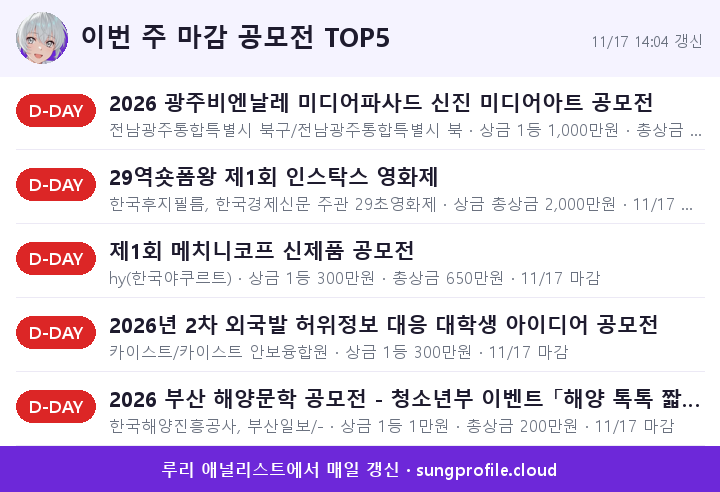 이번 주 마감 공모전 TOP5
11/17 14:04 갱신
D-DAY
2026 광주비엔날레 미디어파사드 신진 미디어아트 공모전
전남광주통합특별시 북구/전남광주통합특별시 북 · 상금 1등 1,000만원 · 총상금 ...
D-DAY
29역숏폼왕 제1회 인스탁스 영화제
한국후지필름, 한국경제신문 주관 29초영화제 · 상금 총상금 2,000만원 · 11/17 ...
D-DAY
제1회 메치니코프 신제품 공모전
hy(한국야쿠르트) · 상금 1등 300만원 · 총상금 650만원 · 11/17 마감
D-DAY
2026년 2차 외국발 허위정보 대응 대학생 아이디어 공모전
카이스트/카이스트 안보융합원 · 상금 1등 300만원 · 11/17 마감
D-DAY
2026 부산 해양문학 공모전 - 청소년부 이벤트 「해양 톡톡 짧...
한국해양진흥공사, 부산일보/- · 상금 1등 1만원 · 총상금 200만원 · 11/17 마감
루리 애널리스트에서 매일 갱신 · sungprofile.cloud